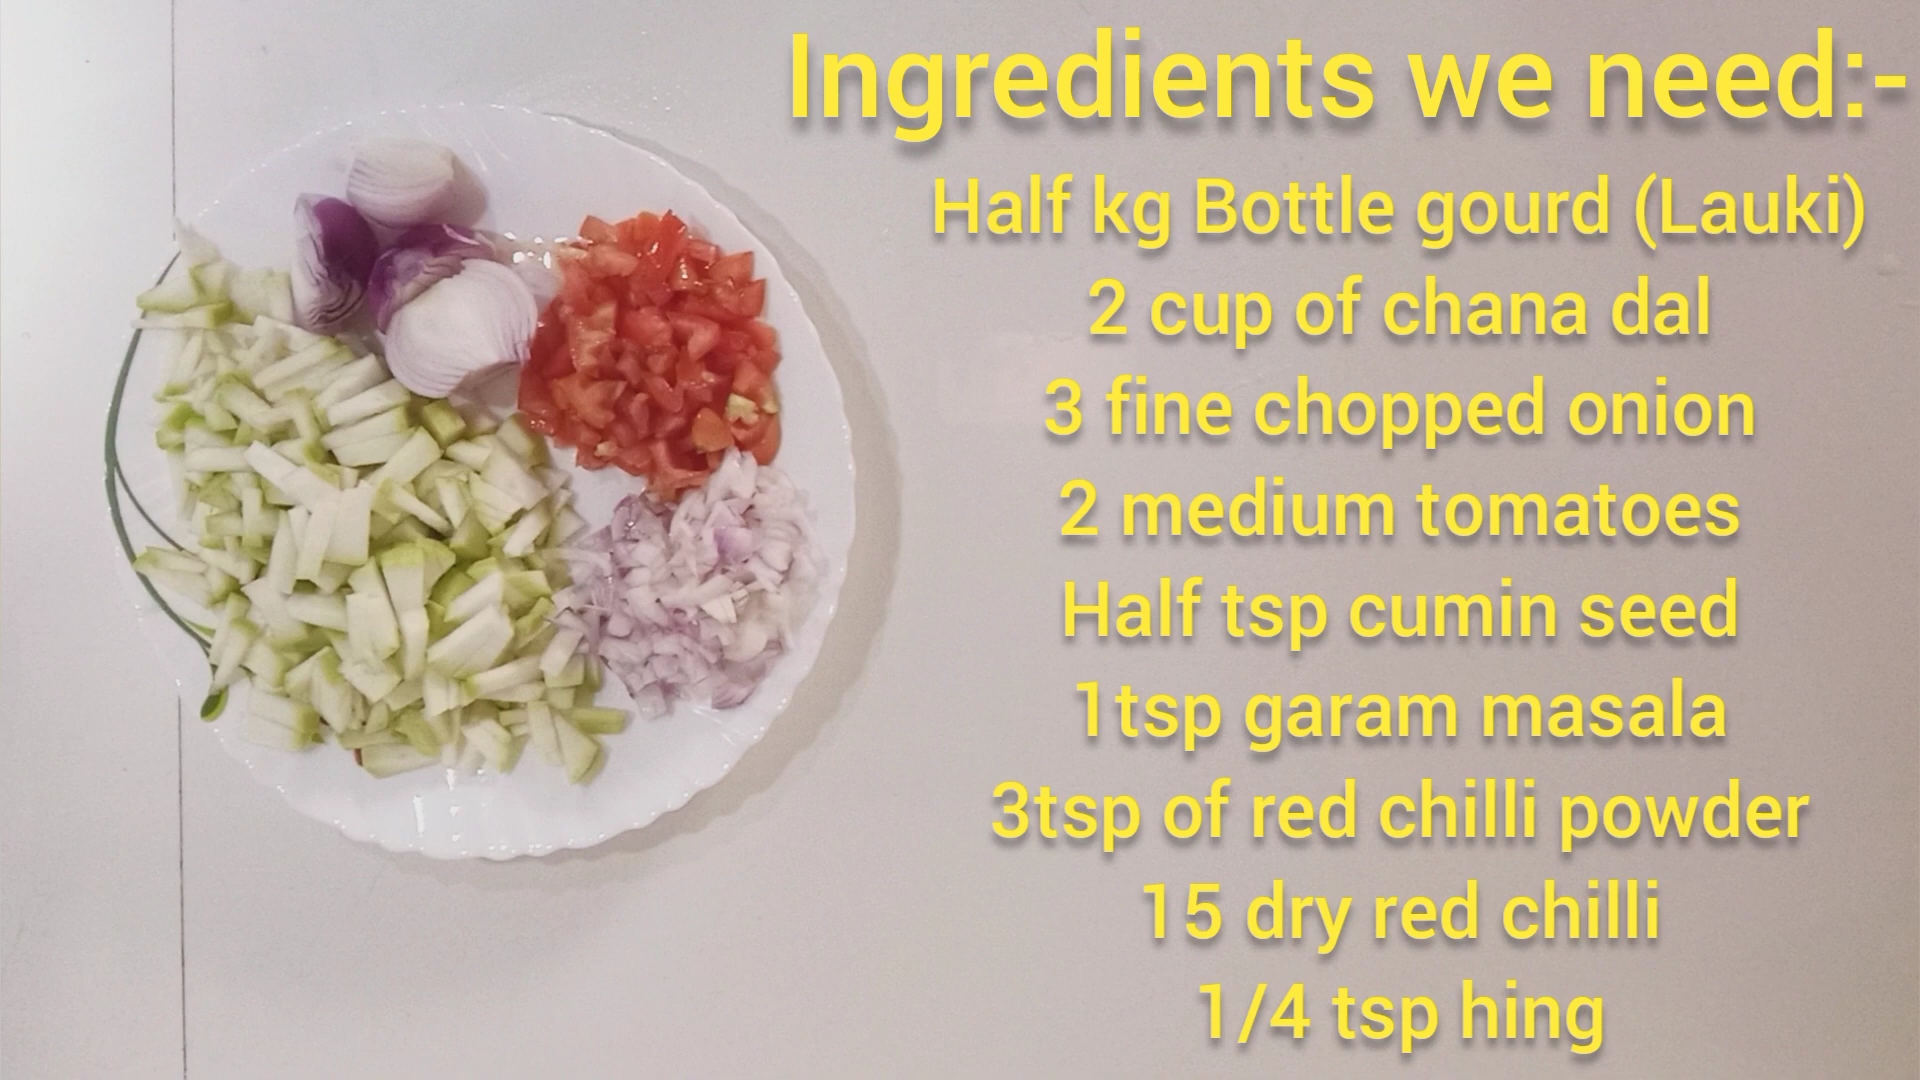 Ingredients we need:-
Half kg Bottle gourd (Lauki)
2 cup of chana dal
3 fine chopped onion
2 medium tomatoes
Half tsp cumin seed
1tsp garam masala
3tsp of red chilli powder
15 dry red chilli
1/4 tsp hing